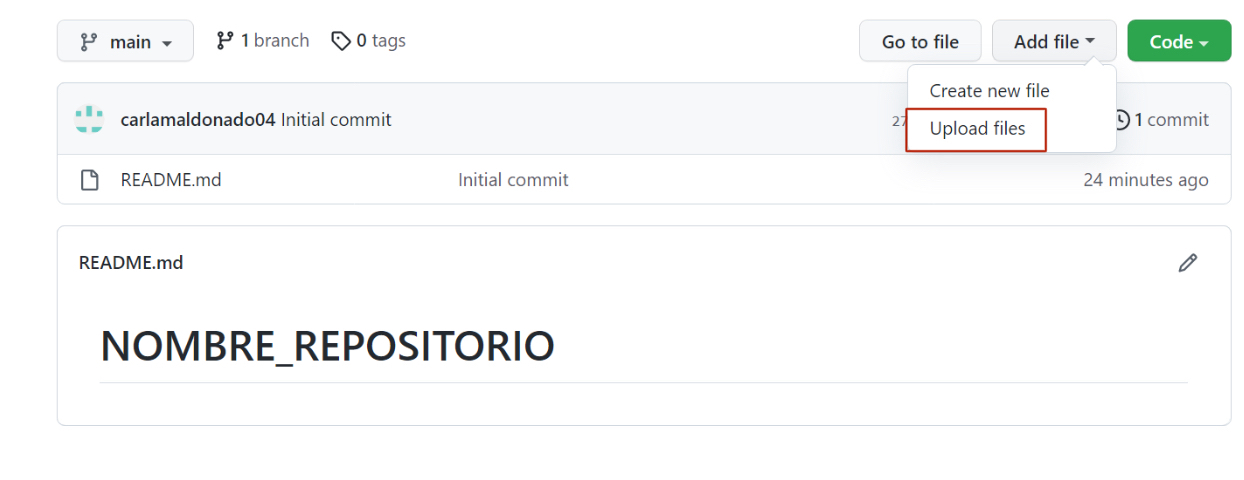 main
1 branch
0 tags
Go to file
Add file
Code
Create new file
Upload files
carlamaldonado04 Initial commit
27
1 commit
README.md
Initial commit
24 minutes ago
README.md
NOMBRE_REPOSITORIO